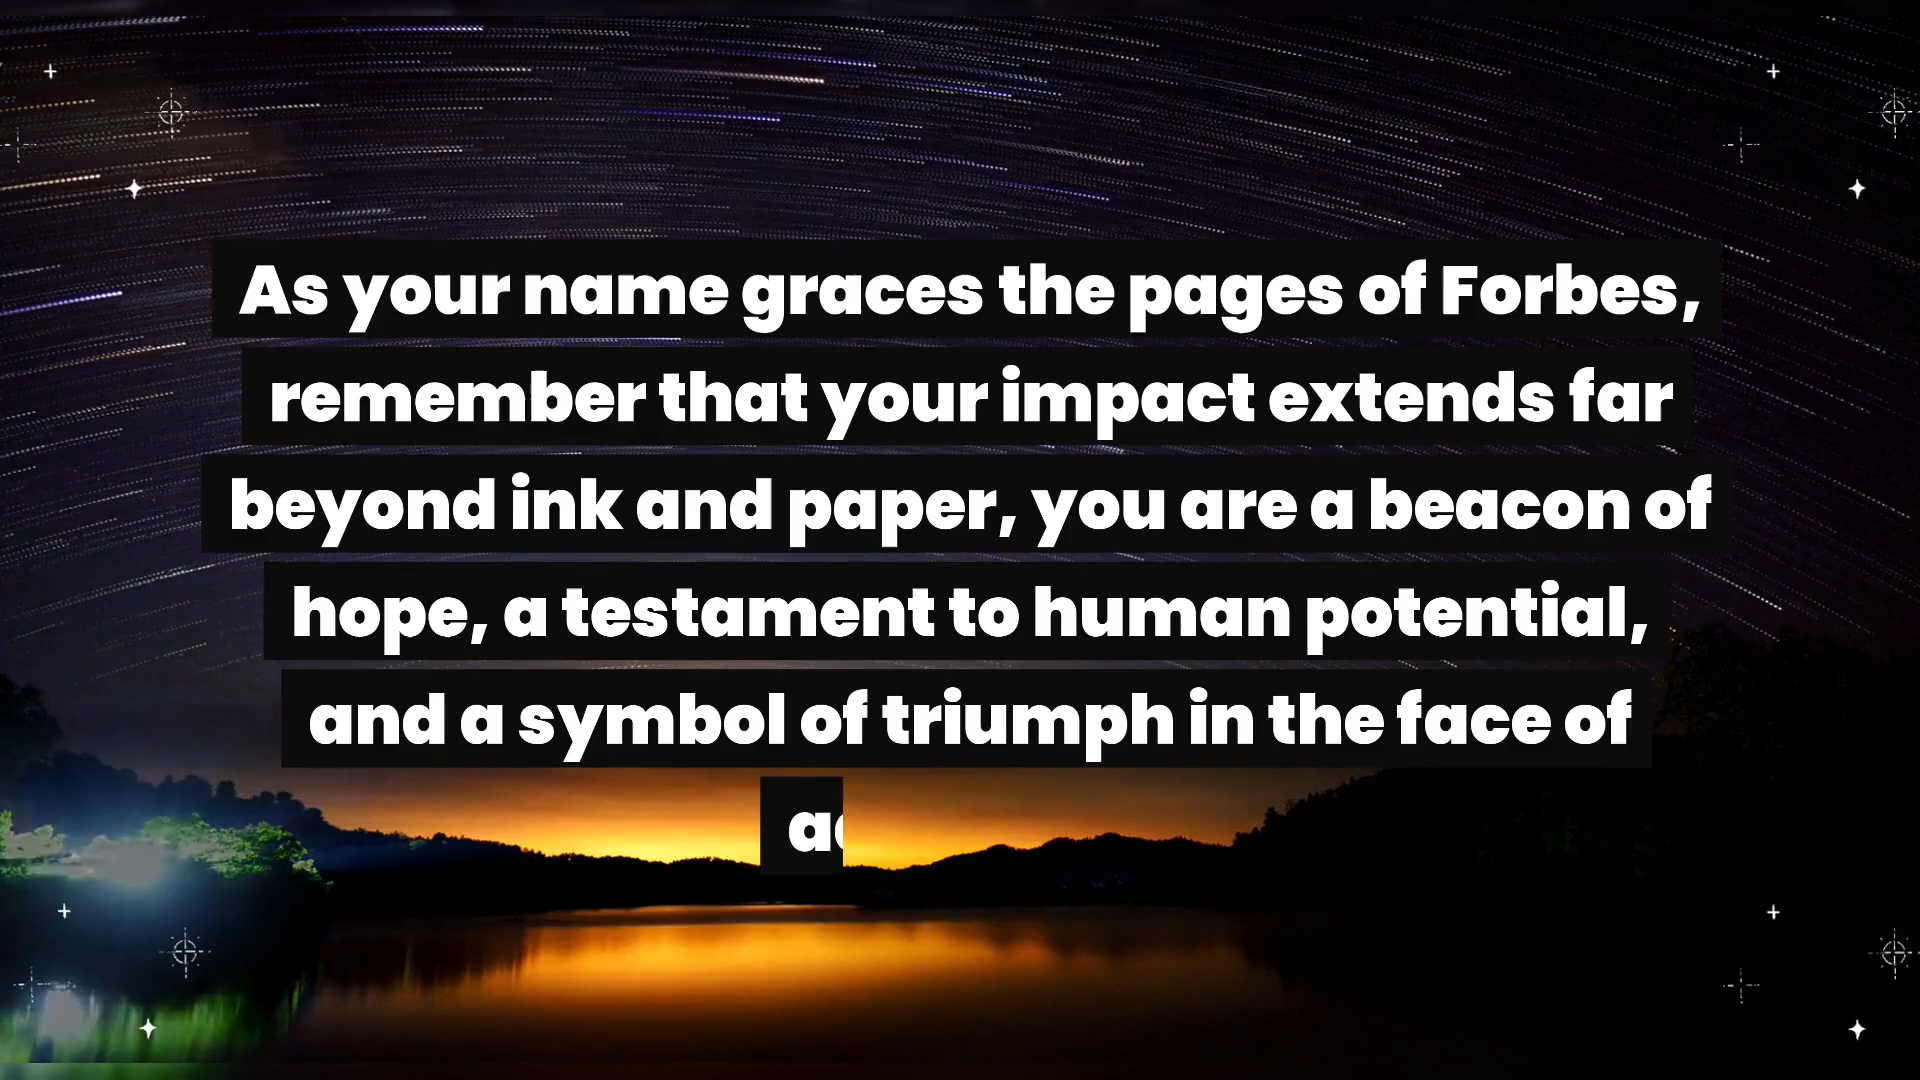 As your name graces the pages of Forbes,
remember that your impact extends far
beyond ink and paper, you are a beacon of
hope, a testament to human potential,
and a symbol of triumph in the face of